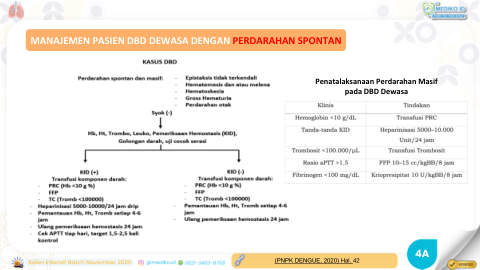 MEDIKO.ID
MANAJEMEN PASIEN DBD DEWASA DENGAN PERDARAHAN SPONTAN
KASUS DBD
Perdarahan spontan dan masif:
- Epistaksis tidak terkendali
- Hematemesis dan atau melena
- Hematoskezia
- Gross Hematuria
- Perdarahan otak
Syok (-)
Hb, Ht, Trombo, Leuko, Pemeriksaan Hemostasis (KID),
Golongan darah, uji cocok serasi
KID (+)
Transfusi komponen darah:
- PRC (Hb <10 g %)
- FFP
- TC (Tromb <100000)
- Heparinisasi 5000-10000/24 jam drip
- Pemantauan Hb, Ht, Tromb setiap 4-6
jam
- Ulang pemeriksaan hemostasis 24 jam
- Cek APTT tiap hari, target 1,5-2,5 kali
kontrol
KID (-)
Transfusi komponen darah:
- PRC (Hb <10 g %)
- FFP
- TC (Tromb <100000)
- Pemantauan Hb, Ht, Tromb setiap 4-6
jam
- Ulang pemeriksaan hemostasis 24 jam
Penatalaksanaan Perdarahan Masif
pada DBD Dewasa
Klinis Tindakan
Hemoglobin <10 g/dL Transfusi PRC
Tanda-tanda KID Heparinisasi 5000–10.000
Unit/24 jam
Trombosit <100.000/µL Transfusi Trombosit
Rasio aPTT >1.5 FFP 10–15 cc/kgBB/8 jam
Fibrinogen <100 mg/dL Kriopresipitat 10 U/kgBB/8 jam
(PNPK DENGUE, 2020) Hal. 42
4A